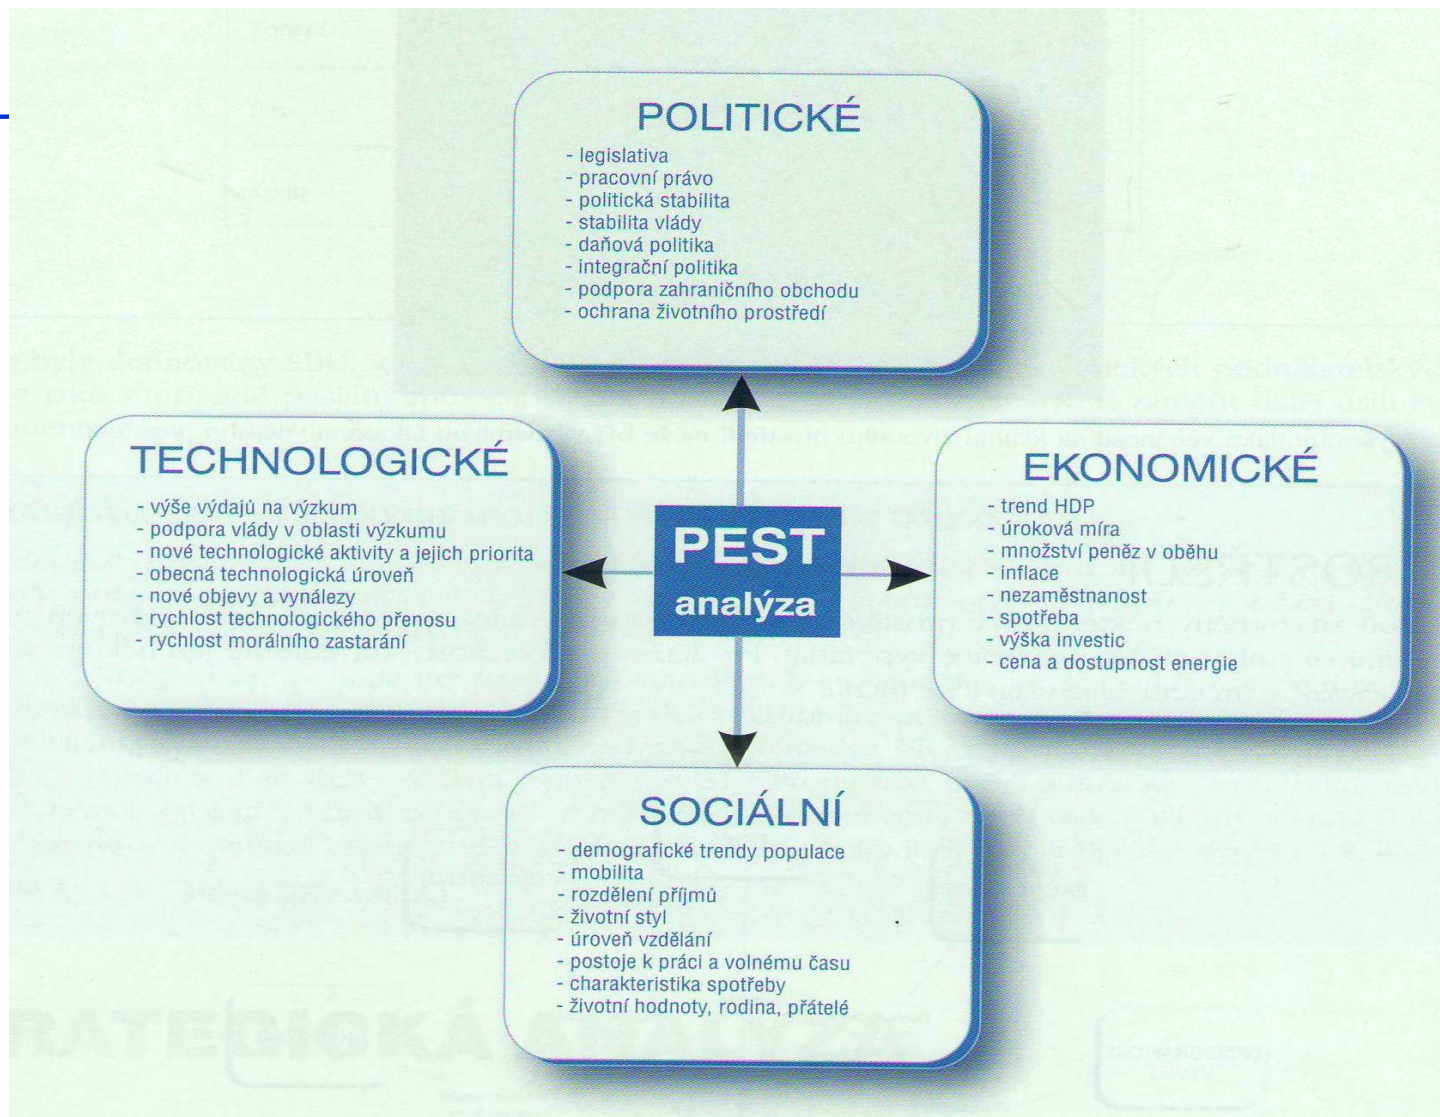 POLITICKÉ
- legislativa
- pracovní právo
- politická stabilita
- stabilita vlády
- daňová politika
- integrační politika
- podpora zahraničního obchodu
- ochrana životního prostředí
TECHNOLOGICKÉ
- výše výdajů na výzkum
- podpora vlády v oblasti výzkumu
- nové technologické aktivity a jejich priorita
- obecná technologická úroveň
- nové objevy a vynálezy
- rychlost technologického přenosu
- rychlost morálního zastarání
PEST
analýza
EKONOMICKÉ
- trend HDP
- úroková míra
- množství peněz v oběhu
- inflace
- nezaměstnanost
- spotřeba
- výška investic
- cena a dostupnost energie
SOCIÁLNÍ
- demografické trendy populace
- mobilita
- rozdělení příjmů
- životní styl
- úroveň vzdělání
- postoje k práci a volnému času
- charakteristika spotřeby
- životní hodnoty, rodina, přátelé